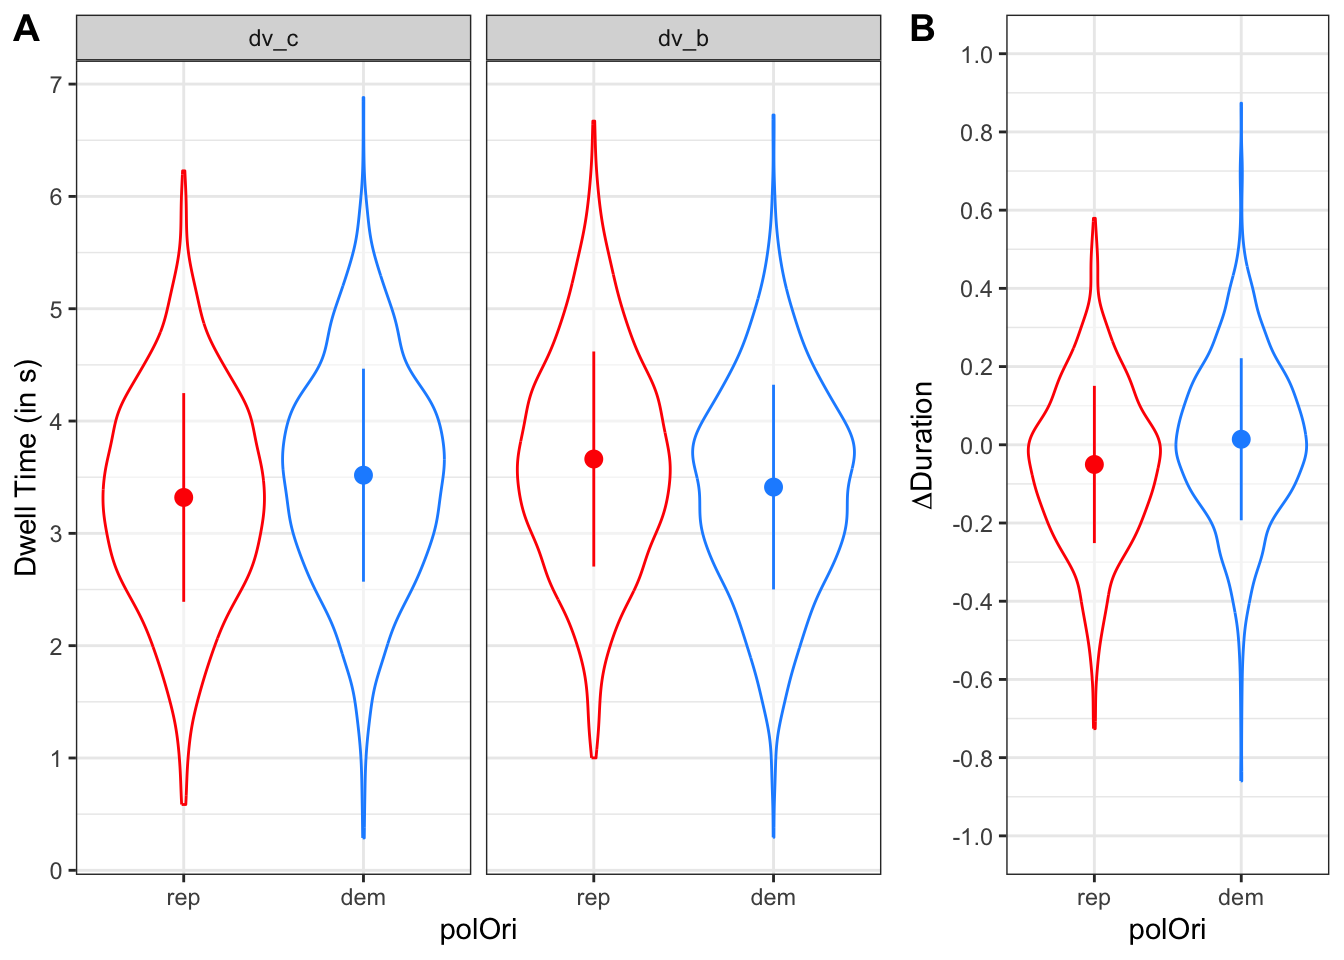 A
dv_c
dv_b
Dwell Time (in s)
7
6
5
4
3
2
1
0
rep
dem
rep
dem
polOri
B
ΔDuration
1.0
0.8
0.6
0.4
0.2
0.0
-0.2
-0.4
-0.6
-0.8
-1.0
rep
dem
polOri